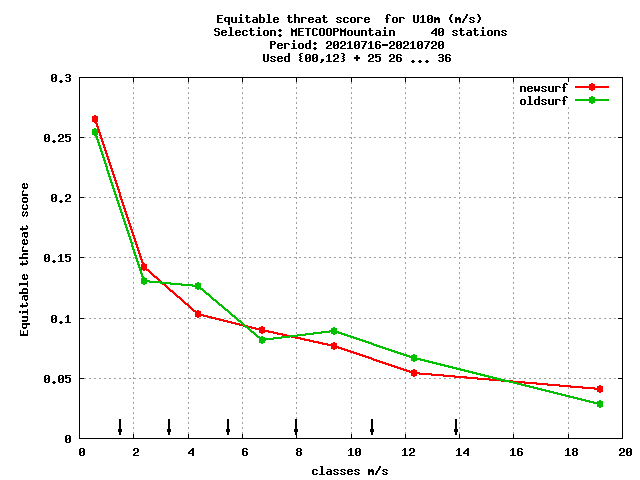 Equitable threat score  for U10m (m/s)
Selection: METCOOPMountain     40 stations
Period: 20210716-20210720
Used {00,12} + 25 26 ... 36
newsurf
oldsurf
0.3
0.25
0.2
0.15
0.1
0.05
0
Equitable threat score
0 2 4 6 8 10 12 14 16 18 20
classes m/s